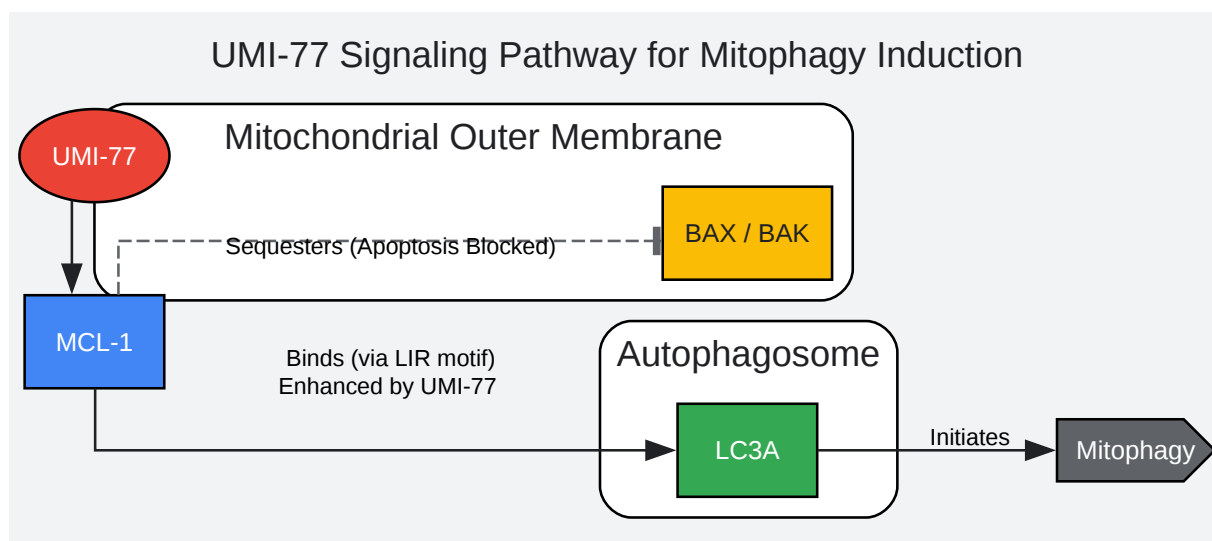 UMI-77 Signaling Pathway for Mitophagy Induction
Mitochondrial Outer Membrane
UMI-77
BAX / BAK
Sequesters (Apoptosis Blocked)
MCL-1
Binds (via LIR motif)
Enhanced by UMI-77
Autophagosome
LC3A
Initiates
Mitophagy